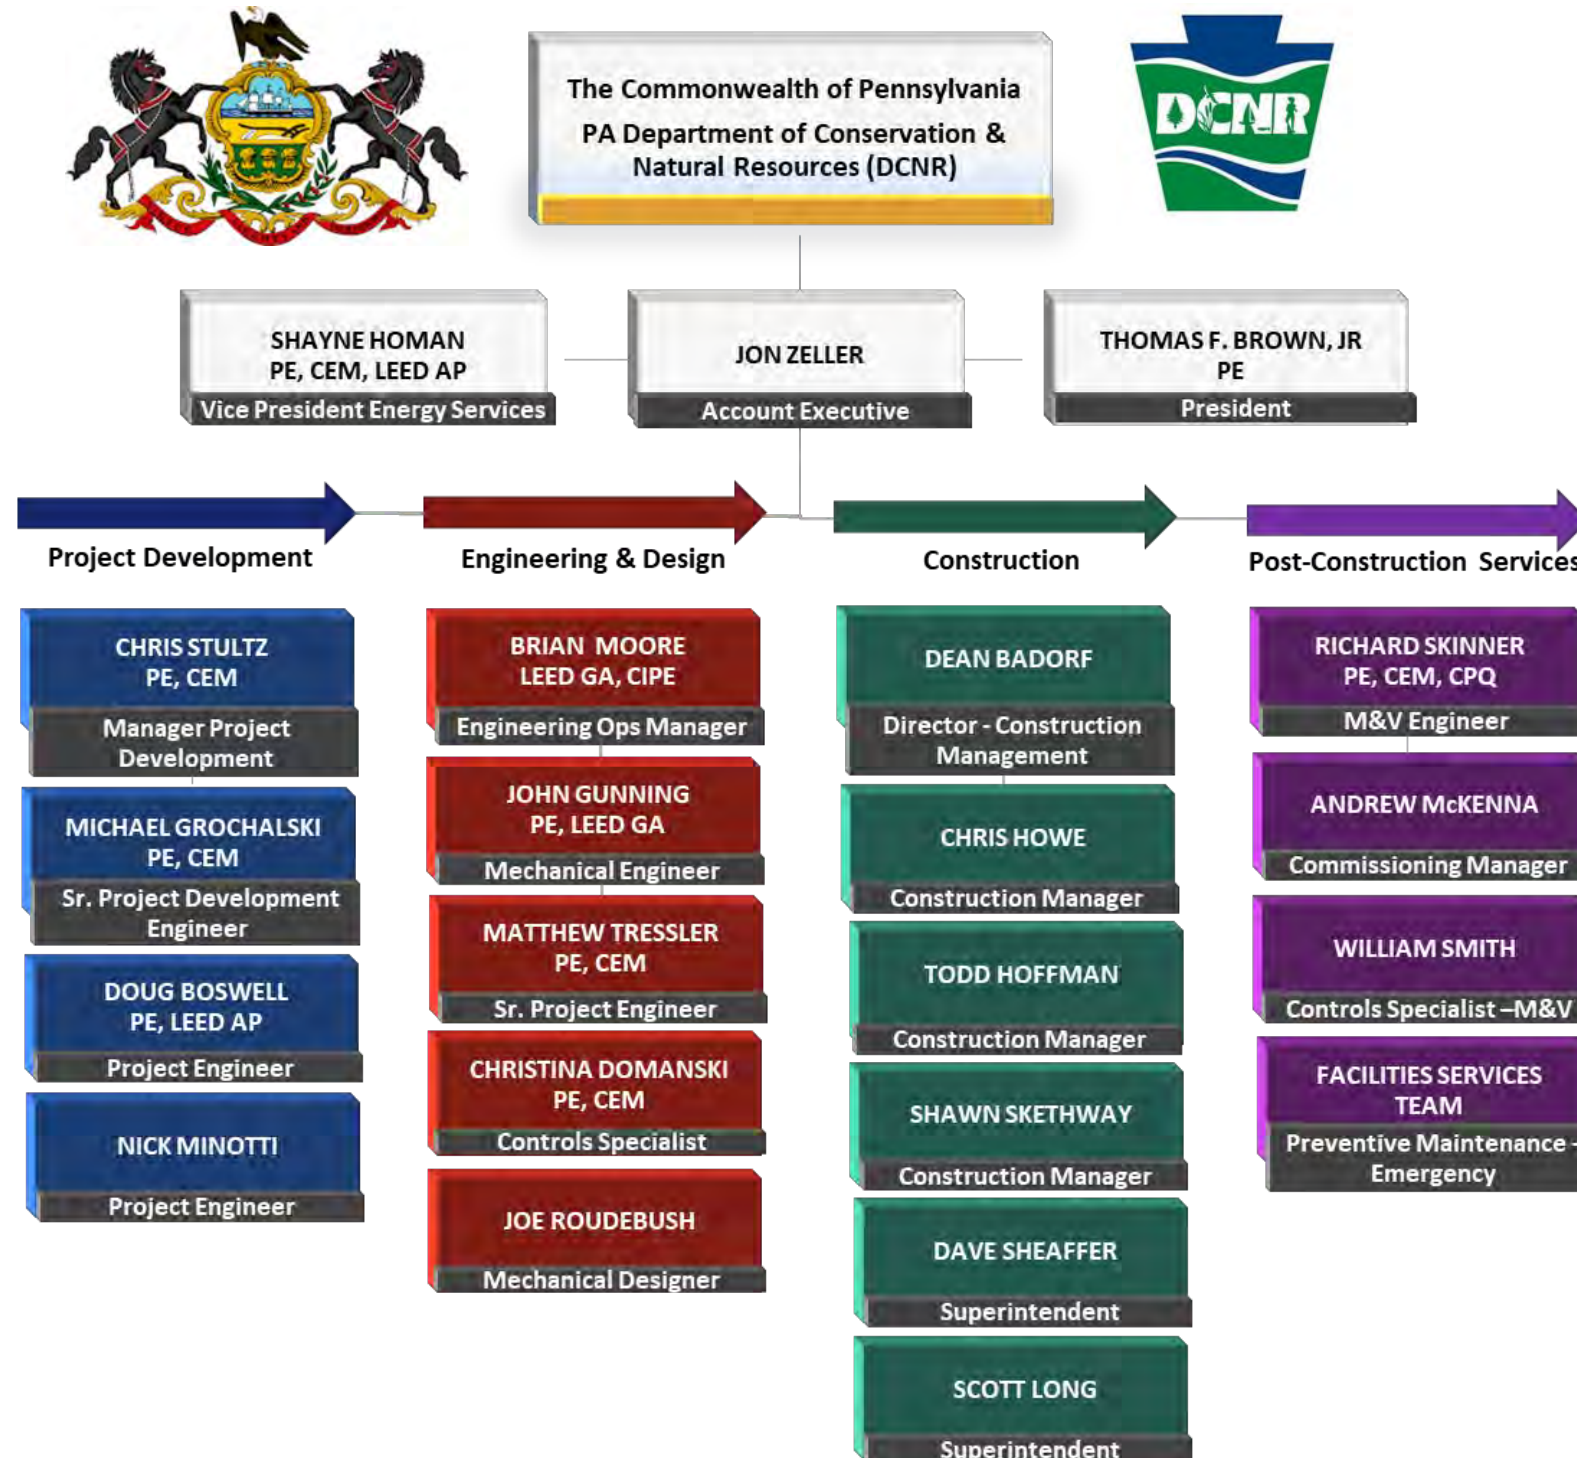 The Commonwealth of Pennsylvania
PA Department of Conservation &
Natural Resources (DCNR)
DCNR
SHAYNE HOMAN
PE, CEM, LEED AP
Vice President Energy Services
JON ZELLER
Account Executive
THOMAS F. BROWN, JR
PE
President
Project Development
Engineering & Design
Construction
Post-Construction Services
CHRIS STULTZ
PE, CEM
Manager Project
Development
MICHAEL GROCHALSKI
PE, CEM
Sr. Project Development
Engineer
DOUG BOSWELL
PE, LEED AP
Project Engineer
NICK MINOTTI
Project Engineer
BRIAN MOORE
LEED GA, CIPE
Engineering Ops Manager
JOHN GUNNING
PE, LEED GA
Mechanical Engineer
MATTHEW TRESSLER
PE, CEM
Sr. Project Engineer
CHRISTINA DOMANSKI
PE, CEM
Controls Specialist
JOE ROUDEBUSH
Mechanical Designer
DEAN BADORF
Director - Construction
Management
CHRIS HOWE
Construction Manager
TODD HOFFMAN
Construction Manager
SHAWN SKETHWAY
Construction Manager
DAVE SHEAFFER
Superintendent
SCOTT LONG
Superintendent
RICHARD SKINNER
PE, CEM, CPQ
M&V Engineer
ANDREW McKENNA
Commissioning Manager
WILLIAM SMITH
Controls Specialist –M&V
FACILITIES SERVICES
TEAM
Preventive Maintenance -
Emergency